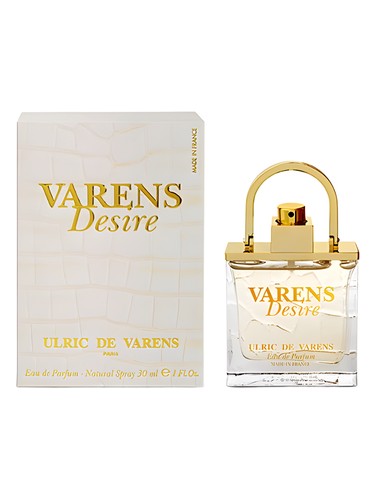 MADE IN FRANCE
VARENS
Desire
ULRIC DE VARENS
PARIS
Eau de Parfum - Natural Spray 30 ml ℮ 1 Fl.Oz.
VARENS
Desire
ULRIC DE VARENS
Eau de Parfum
MADE IN FRANCE